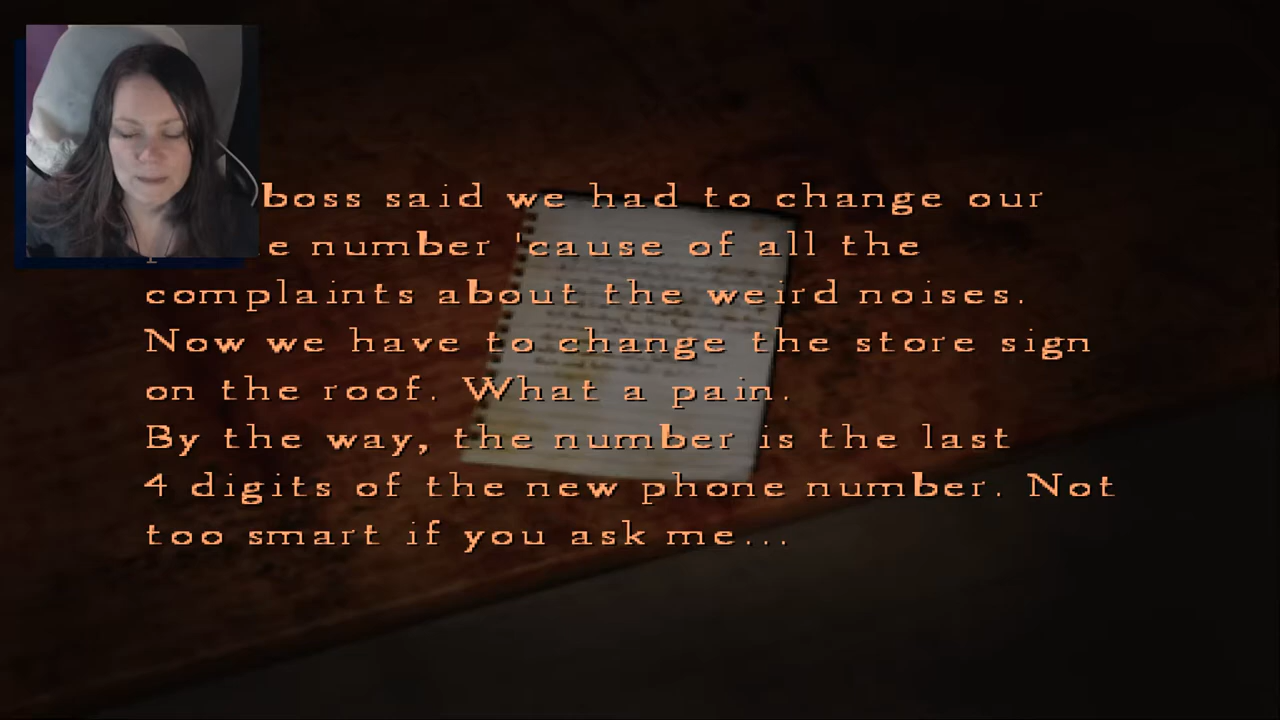 boss said we had to change our
number 'cause of all the
complaints about the weird noises.
Now we have to change the store sign
on the roof. What a pain.
By the way, the number is the last
4 digits of the new phone number. Not
too smart if you ask me...